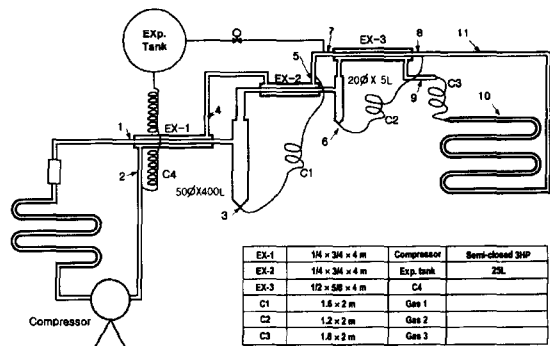 EXp.
Tank
EX-3
7
8
11
5
EX-2
20Ø X 5L
C3
9
10
4
C2
6
1
EX-1
2
C4
50Ø X400L
C1
3
Compressor
EX-1 1/4 × 3/4 × 4 m Compressor Semi-closed 3HP
EX-2 1/4 × 3/4 × 4 m Exp. tank 25L
EX-3 1/2 × 5/8 × 4 m C4
C1 1.6 × 2 m Gas 1
C2 1.2 × 2 m Gas 2
C3 1.8 × 2 m Gas 3